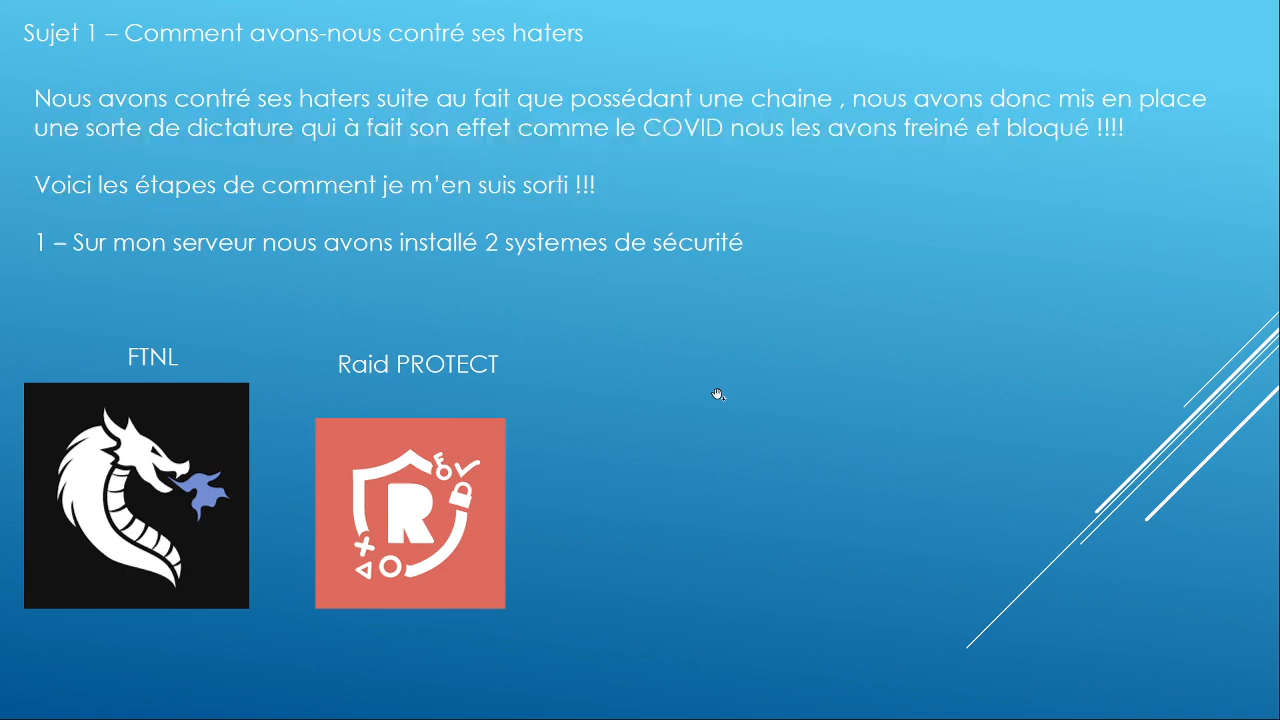 Sujet 1 – Comment avons-nous contré ses haters
Nous avons contré ses haters suite au fait que possédant une chaine , nous avons donc mis en place
une sorte de dictature qui à fait son effet comme le COVID nous les avons freiné et bloqué !!!!
Voici les étapes de comment je m’en suis sorti !!!
1 – Sur mon serveur nous avons installé 2 systemes de sécurité
FTNL
Raid PROTECT
R